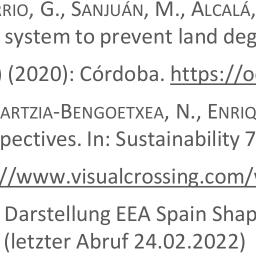 RRIO, G., SANJUÁN, M., ALCALÁ,
system to prevent land deg
) (2020): Córdoba. https://o
ARTZIA-BENGOETXEA, N., ENRIQ
pectives. In: Sustainability 7
//www.visualcrossing.com/
Darstellung EEA Spain Shap
(letzter Abruf 24.02.2022)